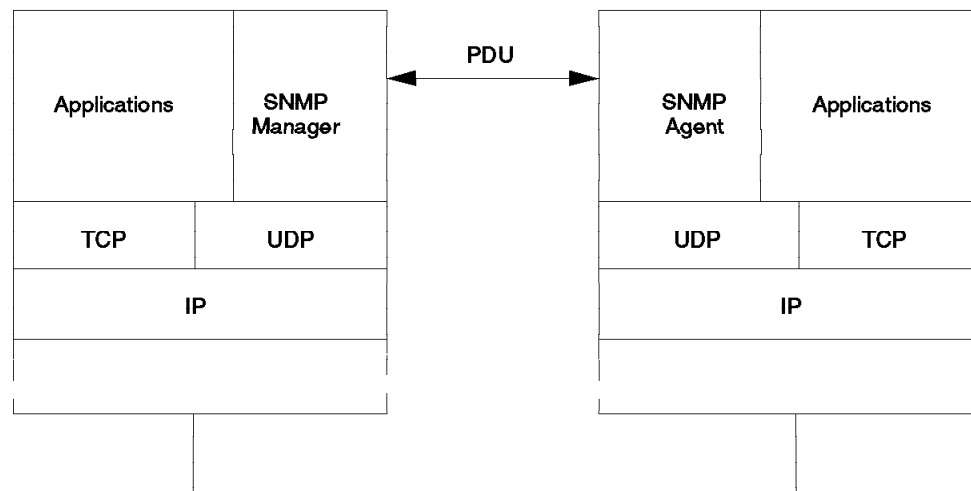 PDU
Applications
SNMP
Manager
SNMP
Agent
Applications
TCP
UDP
UDP
TCP
IP
IP